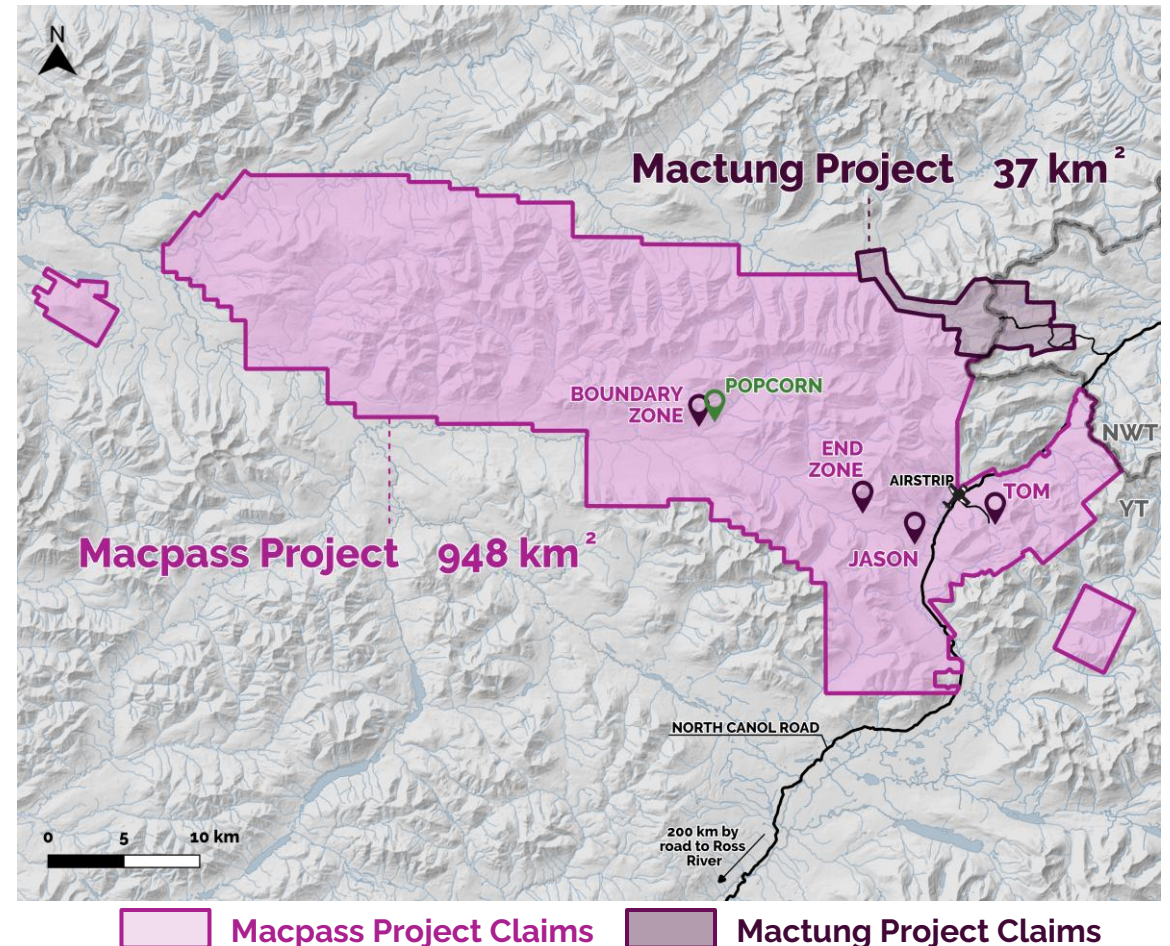 N
Mactung Project 37 km²
BOUNDARY
ZONE
POPCORN
END
ZONE
AIRSTRIP
TOM
NWT
YT
JASON
Macpass Project 948 km²
NORTH CANOL ROAD
200 km by
road to Ross
River
0 5 10 km
Macpass Project Claims
Mactung Project Claims